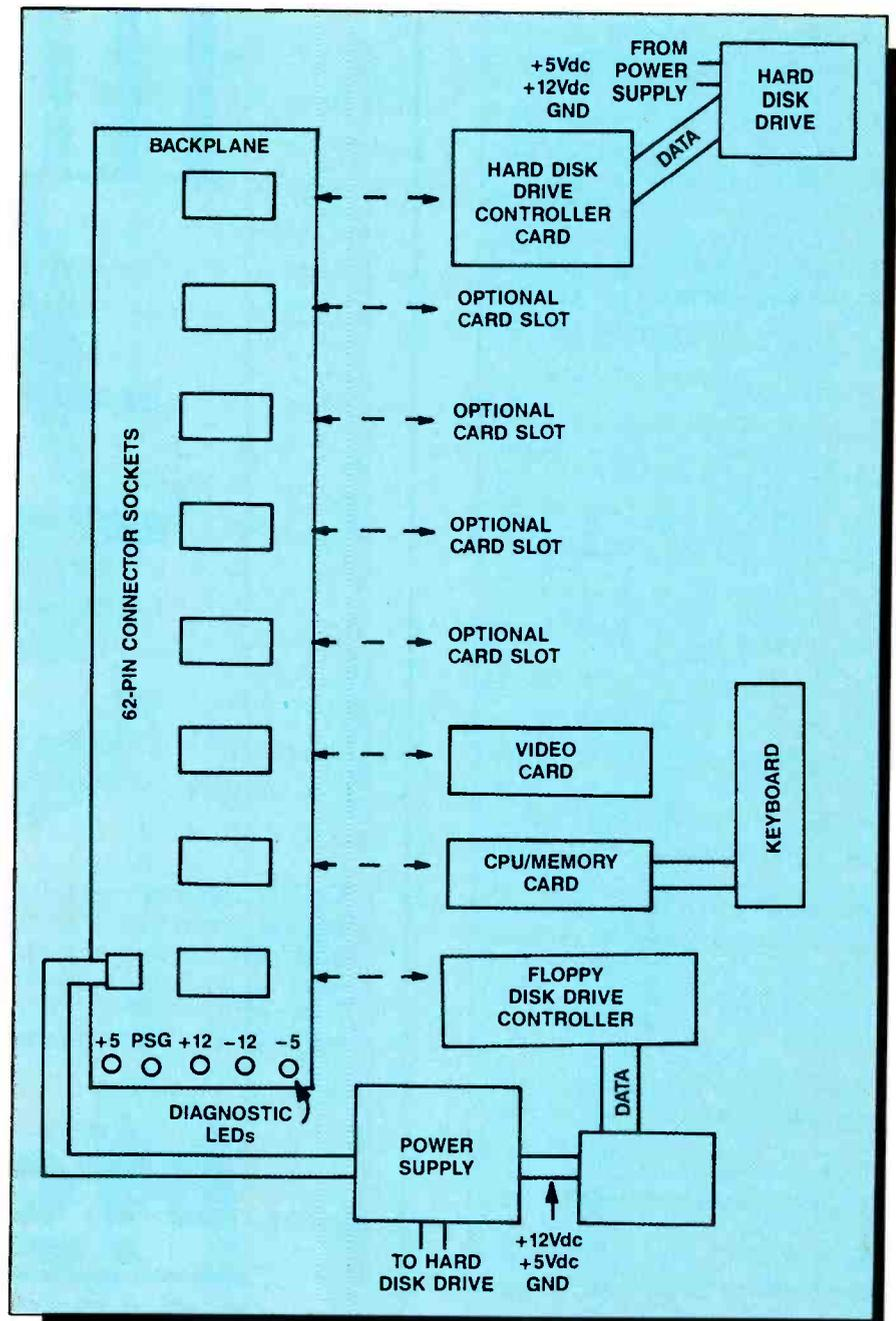 FROM
POWER
SUPPLY
+5Vdc
+12Vdc
GND
HARD
DISK
DRIVE
BACKPLANE
DATA
HARD DISK
DRIVE
CONTROLLER
CARD
OPTIONAL
CARD SLOT
OPTIONAL
CARD SLOT
OPTIONAL
CARD SLOT
OPTIONAL
CARD SLOT
62-PIN CONNECTOR SOCKETS
VIDEO
CARD
KEYBOARD
CPU/MEMORY
CARD
FLOPPY
DISK DRIVE
CONTROLLER
+5 PSG +12 -12 -5
DIAGNOSTIC
LEDs
DATA
POWER
SUPPLY
+12Vdc
+5Vdc
GND
TO HARD
DISK DRIVE